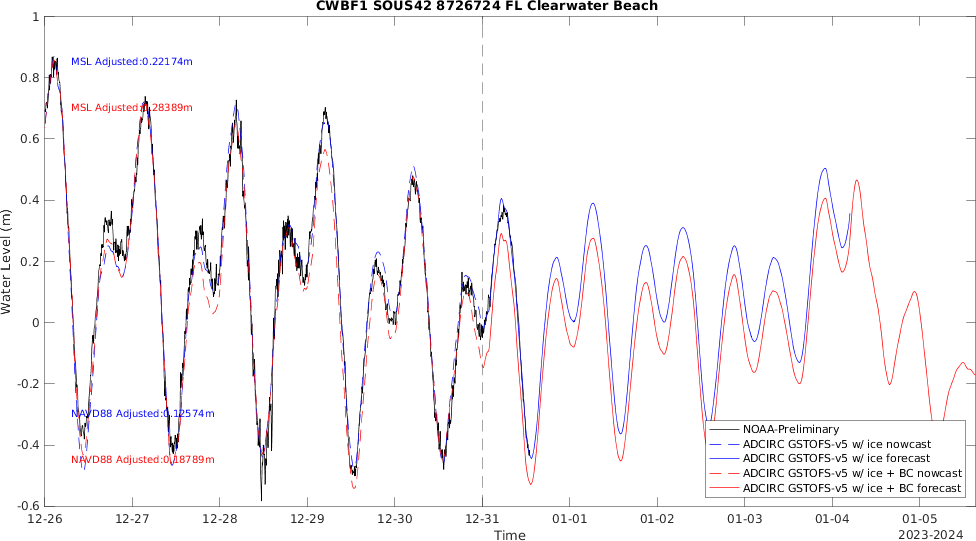 CWBF1 SOUS42 8726724 FL Clearwater Beach
Water Level (m)
1
0.8
0.6
0.4
0.2
0
-0.2
-0.4
-0.6
MSL Adjusted:0.22174m
MSL Adjusted:0.28389m
NAVD88 Adjusted:0.12574m
NAVD88 Adjusted:0.18789m
NOAA-Preliminary
ADCIRC GSTOFS-v5 w/ ice nowcast
ADCIRC GSTOFS-v5 w/ ice forecast
ADCIRC GSTOFS-v5 w/ ice + BC nowcast
ADCIRC GSTOFS-v5 w/ ice + BC forecast
12-26 12-27 12-28 12-29 12-30 12-31 01-01 01-02 01-03 01-04 01-05
Time
2023-2024